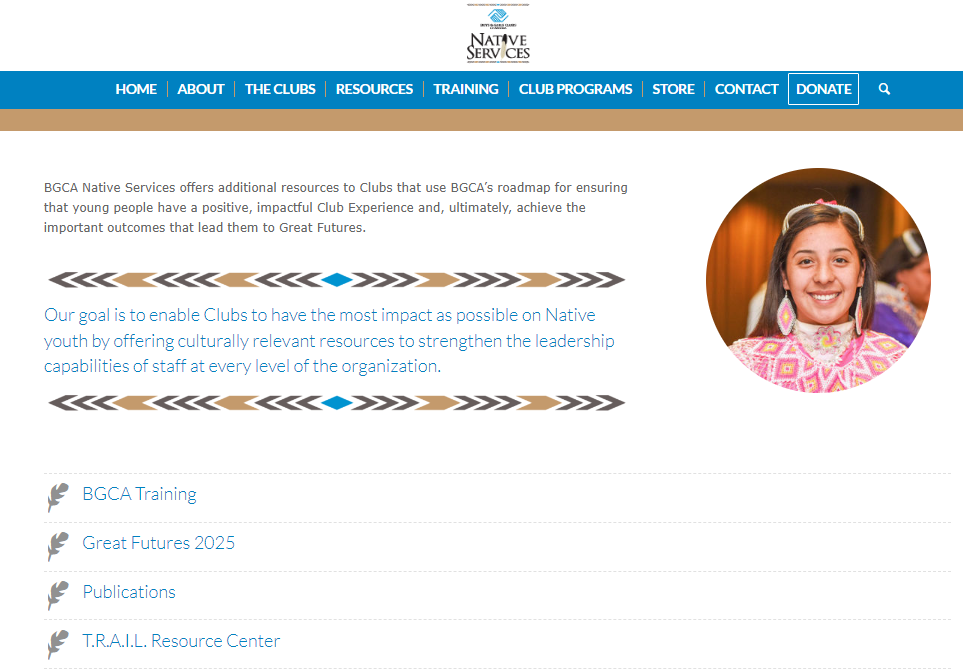 BOYS & GIRLS CLUBS
NATIVE
SERVICES
HOME ABOUT THE CLUBS RESOURCES TRAINING CLUB PROGRAMS STORE CONTACT DONATE
BGCA Native Services offers additional resources to Clubs that use BGCA’s roadmap for ensuring
that young people have a positive, impactful Club Experience and, ultimately, achieve the
important outcomes that lead them to Great Futures.
Our goal is to enable Clubs to have the most impact as possible on Native
youth by offering culturally relevant resources to strengthen the leadership
capabilities of staff at every level of the organization.
BGCA Training
Great Futures 2025
Publications
T.R.A.I.L. Resource Center